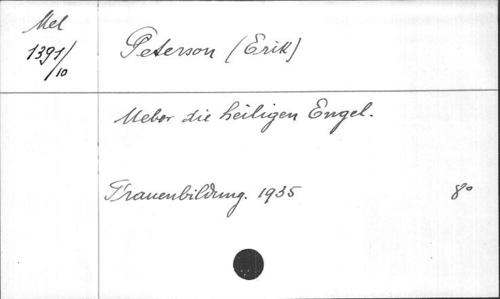 Mel
1391/10
Peterson (Erik)
Ueber die heiligen Engel.
Frauenbildung. 1935 8°